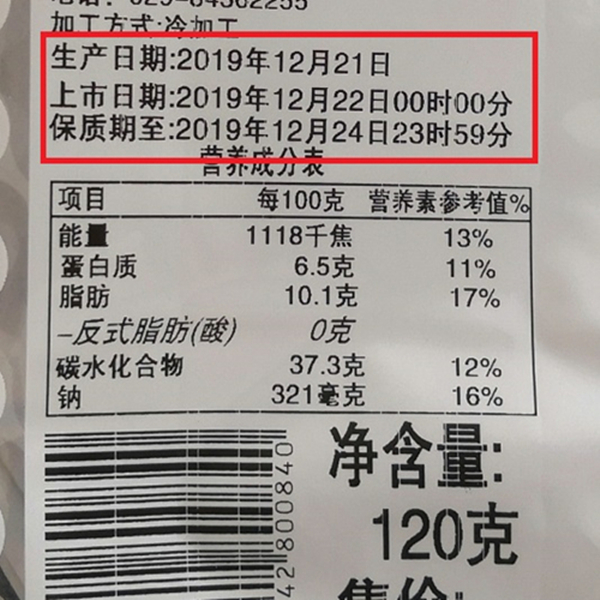 加工方式:冷加工
生产日期:2019年12月21日
上市日期:2019年12月22日00时00分
保质期至:2019年12月24日23时59分
营养成分表
项目 每100克 营养素参考值%
能量 1118千焦 13%
蛋白质 6.5克 11%
脂肪 10.1克 17%
-反式脂肪(酸) 0克
碳水化合物 37.3克 12%
钠 321毫克 16%
净含量:
120克
售价:
42800840